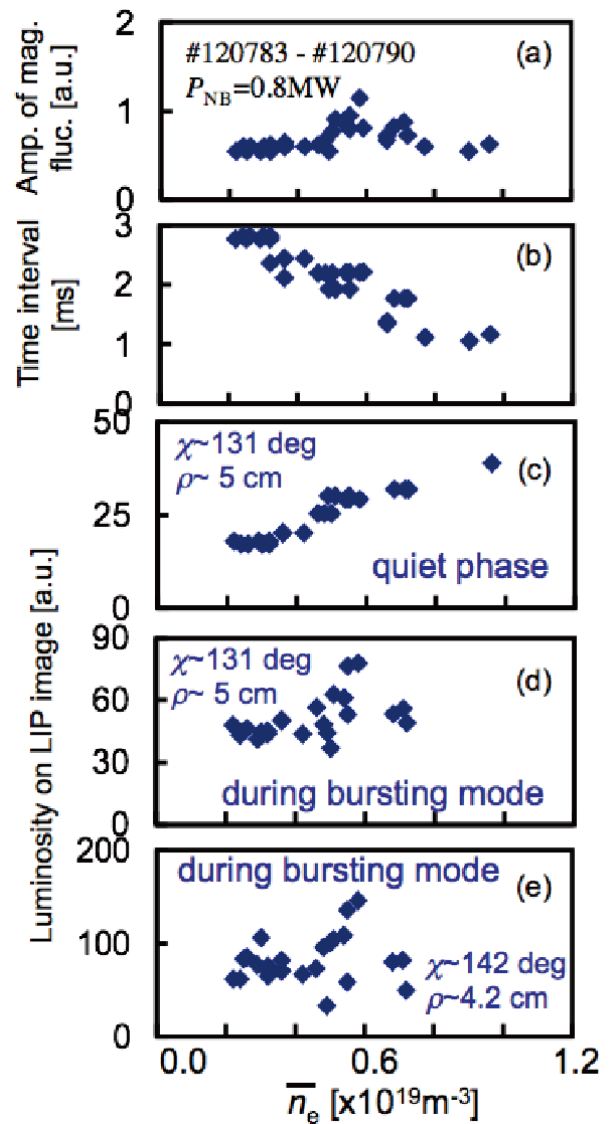 2
1
0
Amp. of mag.
fluc. [a.u.]
#120783 - #120790
P_NB=0.8MW
(a)
3
2
1
0
Time interval
[ms]
(b)
50
25
0
χ~131 deg
ρ~ 5 cm
(c)
quiet phase
Luminosity on LIP image [a.u.]
90
60
30
0
χ~131 deg
ρ~ 5 cm
(d)
during bursting mode
200
100
0
during bursting mode
(e)
χ~142 deg
ρ~4.2 cm
0.0 0.6 1.2
n̅e [x10¹⁹m⁻³]